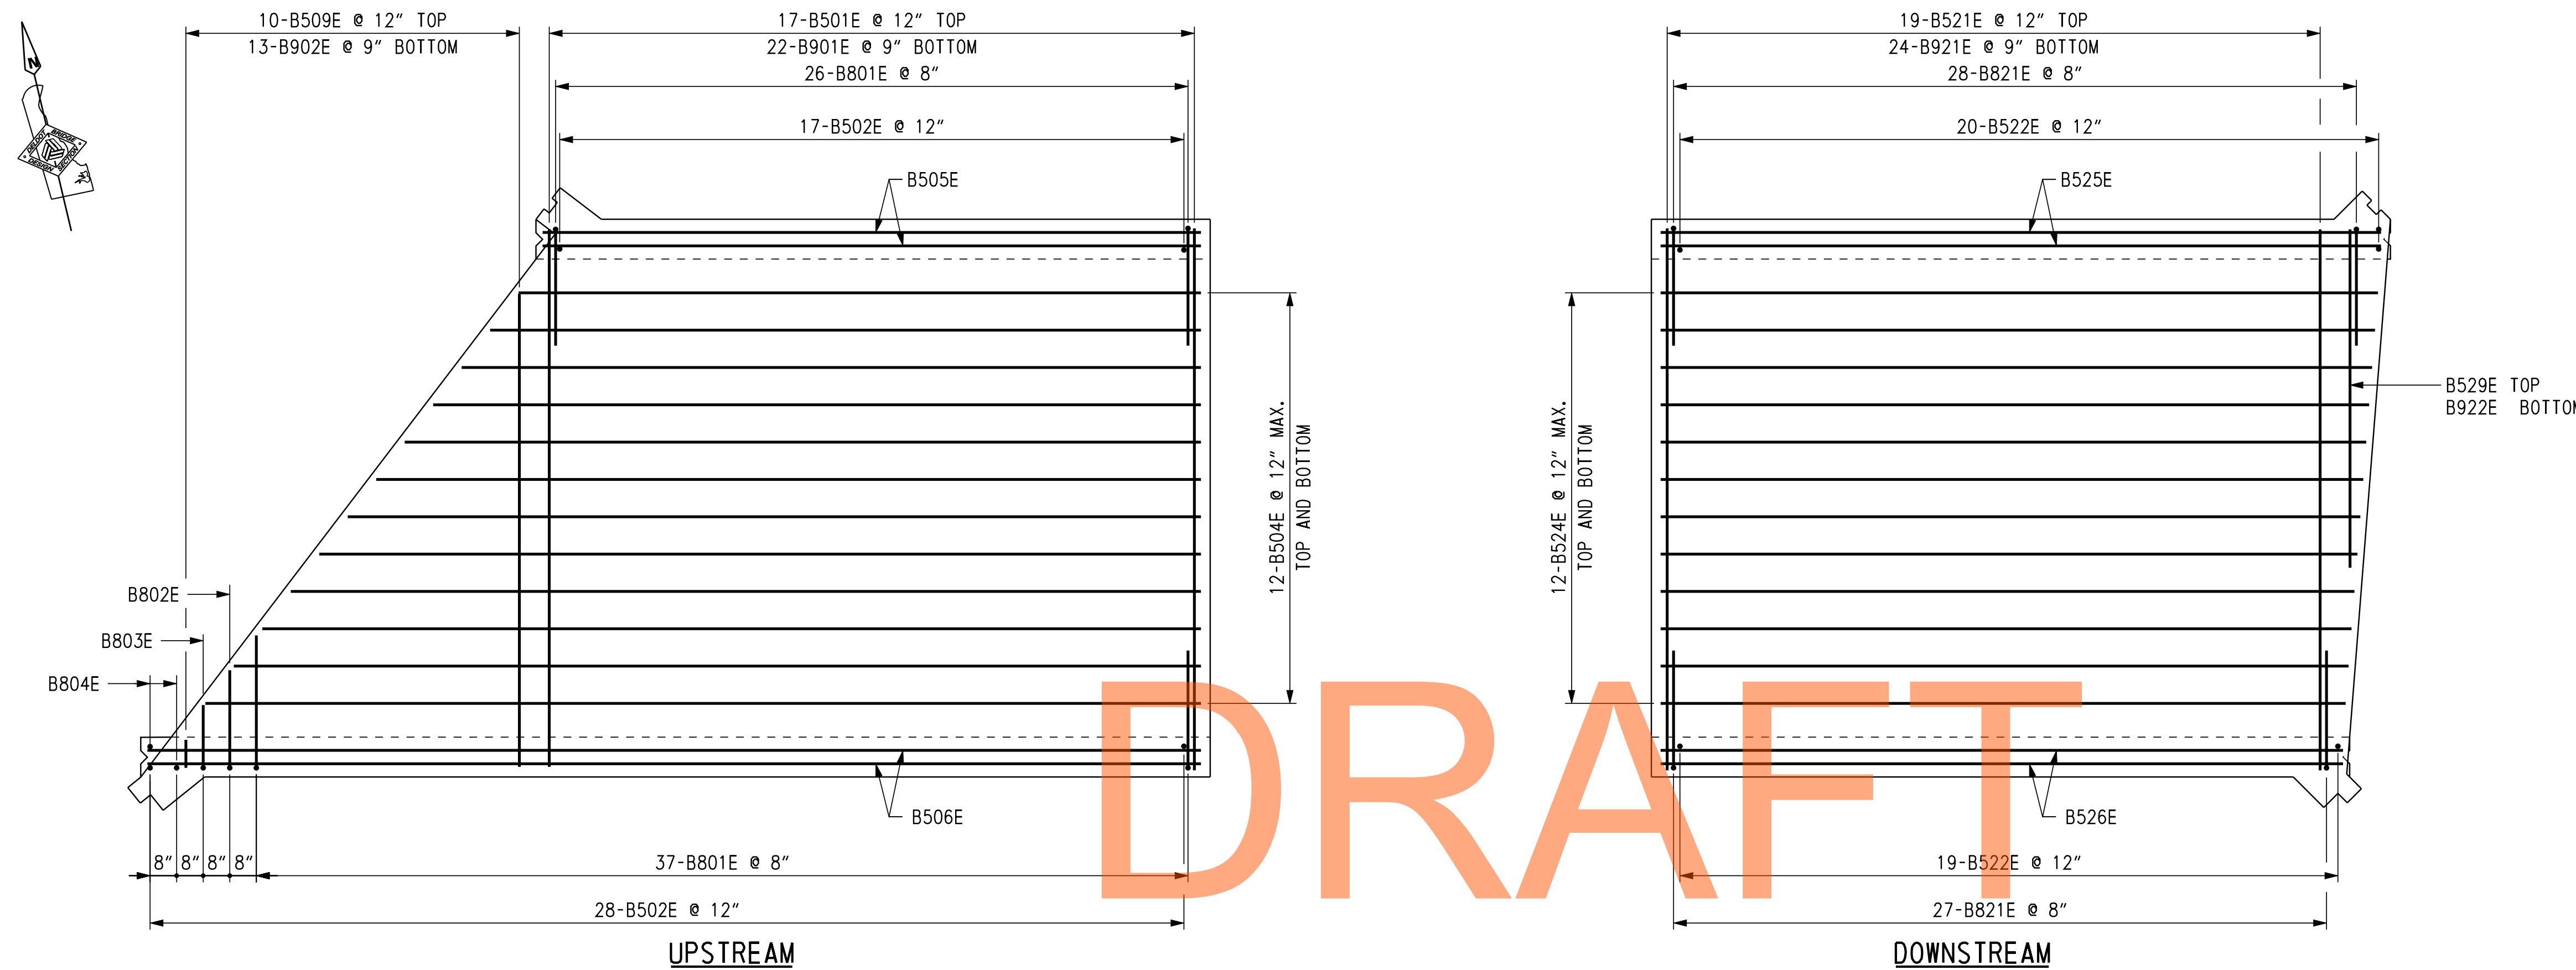 10-B509E @ 12" TOP
13-B902E @ 9" BOTTOM
17-B501E @ 12" TOP
22-B901E @ 9" BOTTOM
26-B801E @ 8"
17-B502E @ 12"
19-B521E @ 12" TOP
24-B921E @ 9" BOTTOM
28-B821E @ 8"
20-B522E @ 12"
N
DELDOT BRIDGE
DESIGN SECTION
B505E
B525E
12-B504E @ 12" MAX.
TOP AND BOTTOM
12-B524E @ 12" MAX.
TOP AND BOTTOM
B529E TOP
B922E BOTTOM
B802E
B803E
B804E
B506E
B526E
8" 8" 8" 8"
37-B801E @ 8"
28-B502E @ 12"
19-B522E @ 12"
27-B821E @ 8"
UPSTREAM
DOWNSTREAM
DRAFT